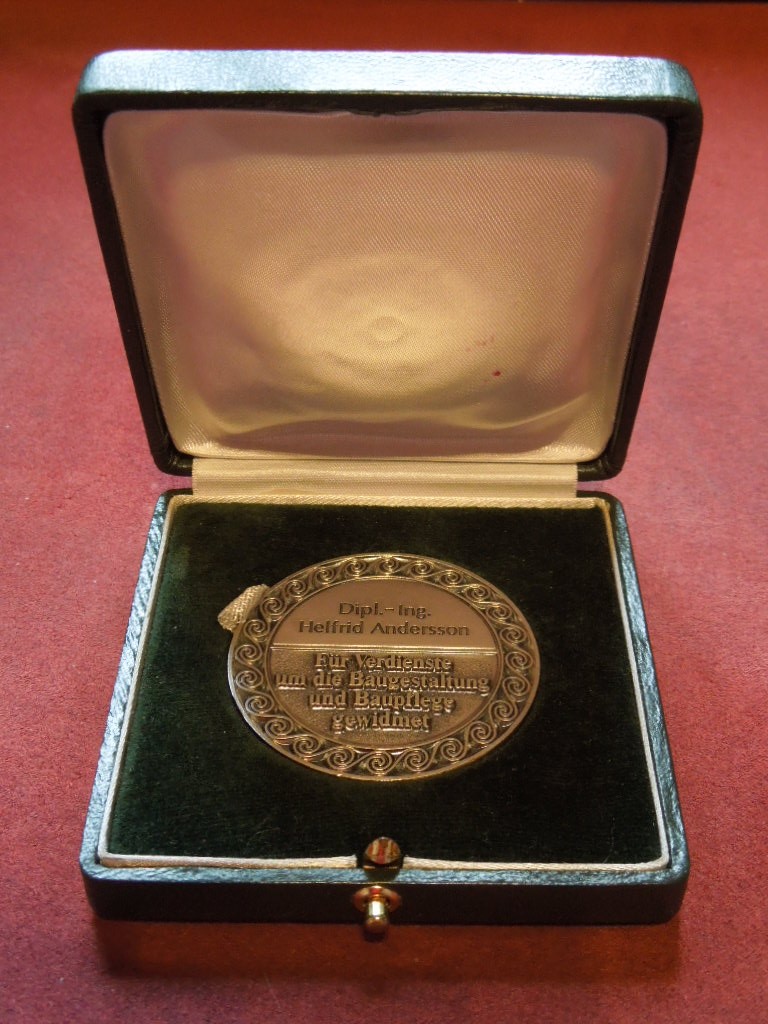 Dipl.-Ing.
Helfrid Andersson
Für Verdienste
um die Baugestaltung
und Baupflege
gewidmet